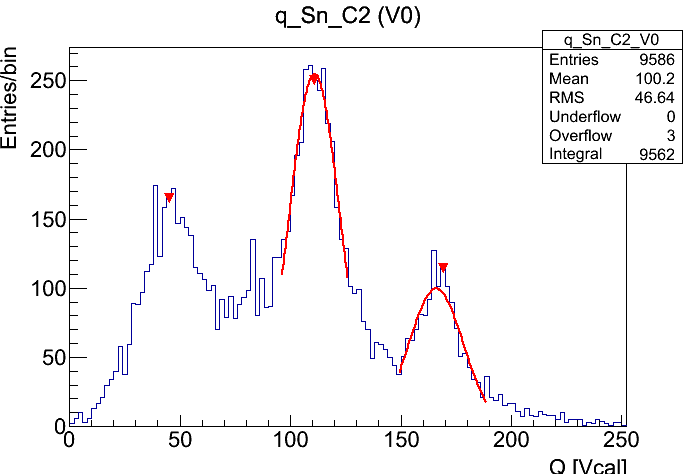 q_Sn_C2 (V0)
q_Sn_C2_V0
Entries 9586
Mean 100.2
RMS 46.64
Underflow 0
Overflow 3
Integral 9562
Entries/bin
250
200
150
100
50
0
0 50 100 150 200 250
Q [Vcal]